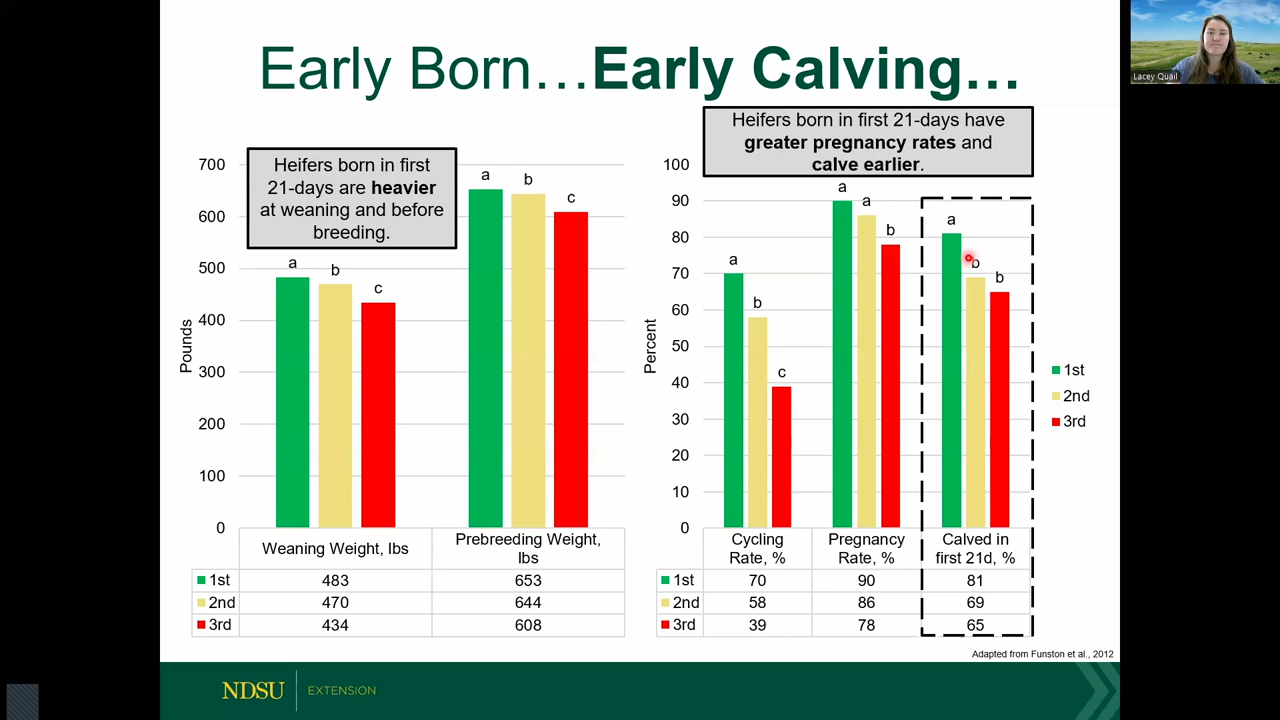 Early Born…Early Calving…
Lacey Quail
Heifers born in first
21-days are heavier
at weaning and before
breeding.
700
600
500
400
300
200
100
0
Pounds
a
b
c
a
b
c
Weaning Weight, lbs
Prebreeding Weight,
lbs
1st 483 653
2nd 470 644
3rd 434 608
Heifers born in first 21-days have
greater pregnancy rates and
calve earlier.
100
90
80
70
60
50
40
30
20
10
0
Percent
a
b
c
a
a
b
a
b
b
Cycling
Rate, %
Pregnancy
Rate, %
Calved in
first 21d, %
1st 70 90 81
2nd 58 86 69
3rd 39 78 65
1st
2nd
3rd
Adapted from Funston et al., 2012
NDSU EXTENSION